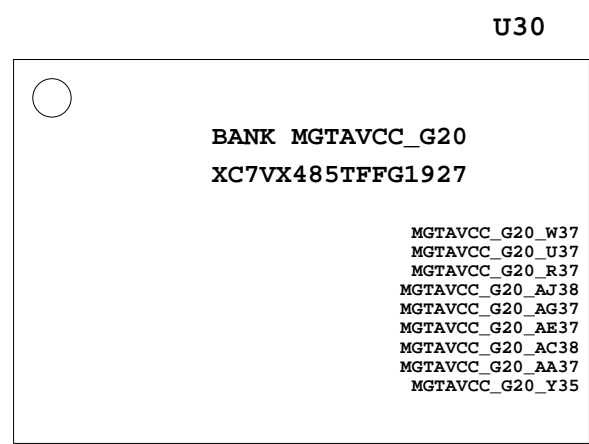 U30
BANK MGTAVCC_G20
XC7VX485TFFG1927
MGTAVCC_G20_W37
MGTAVCC_G20_U37
MGTAVCC_G20_R37
MGTAVCC_G20_AJ38
MGTAVCC_G20_AG37
MGTAVCC_G20_AE37
MGTAVCC_G20_AC38
MGTAVCC_G20_AA37
MGTAVCC_G20_Y35